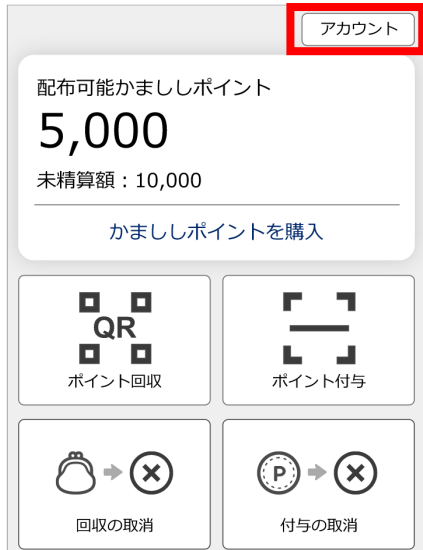 アカウント
配布可能かまししポイント
5,000
未精算額：10,000
かまししポイントを購入
QR
ポイント回収
ポイント付与
P
回収の取消
付与の取消